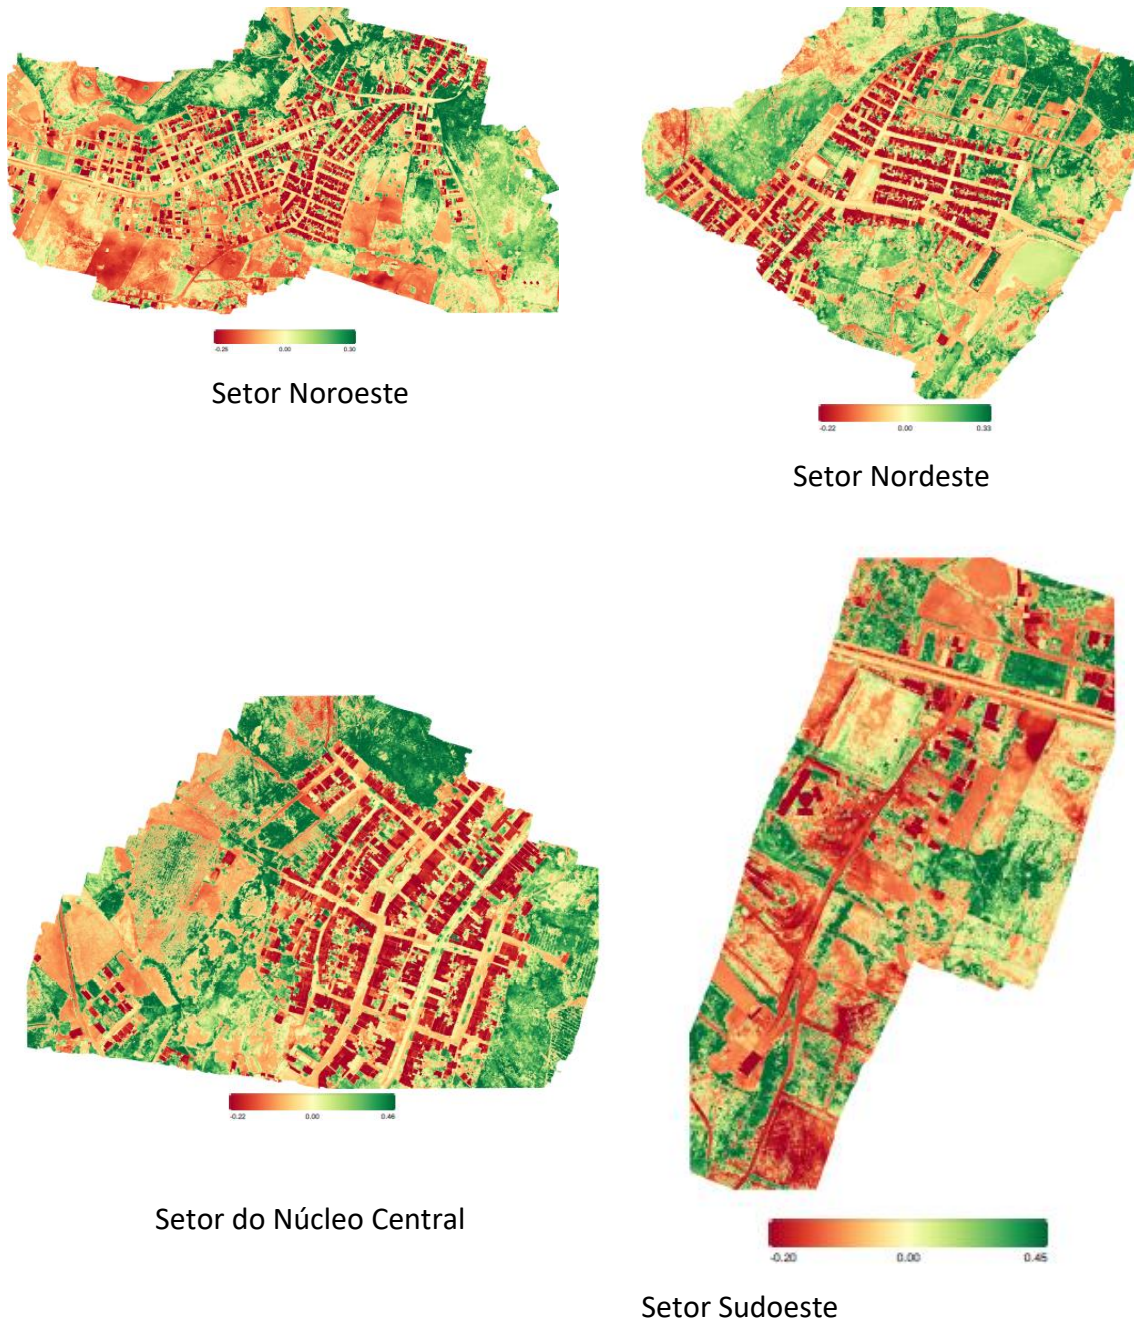 -0.25 0.00 0.30
Setor Noroeste
-0.22 0.00 0.33
Setor Nordeste
-0.22 0.00 0.46
Setor do Núcleo Central
-0.20 0.00 0.45
Setor Sudoeste